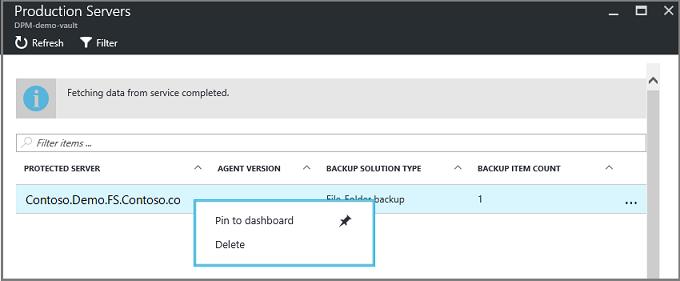 Production Servers
DPM-demo-vault
Refresh Filter
Fetching data from service completed.
Filter items ...
PROTECTED SERVER AGENT VERSION BACKUP SOLUTION TYPE BACKUP ITEM COUNT
Contoso.Demo.FS.Contoso.co File-Folder backup 1 ...
Pin to dashboard
Delete